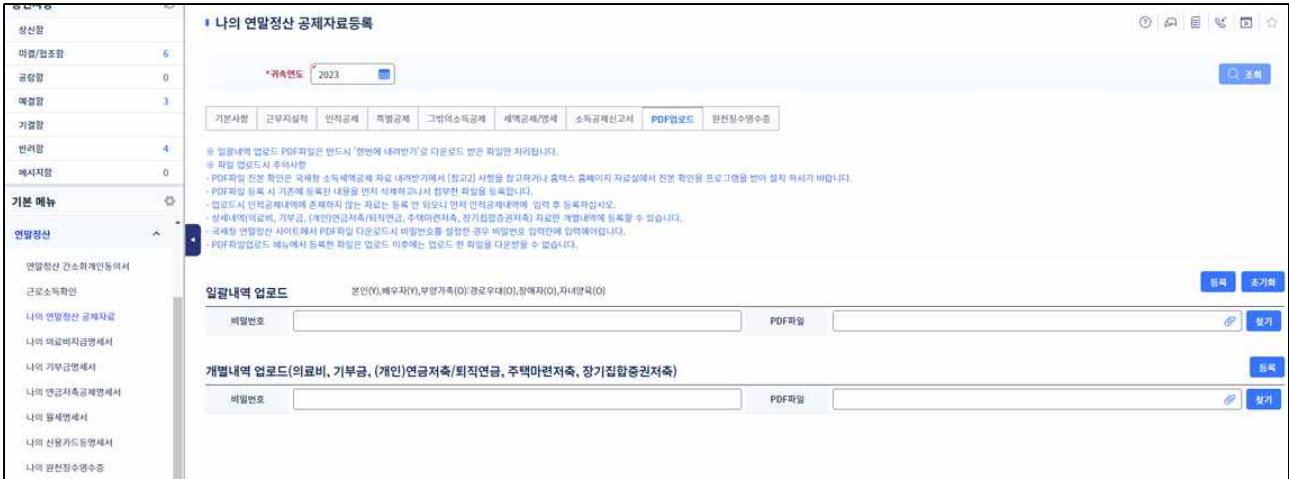 상신함
미결/협조함 6
공람함 0
예결함 3
기결함
반려함 4
메시지함 0
기본 메뉴
연말정산
연말정산 간소화개인동의서
근로소득확인
나의 연말정산 공제자료
나의 의료비지급명세서
나의 기부금명세서
나의 연금저축공제명세서
나의 월세명세서
나의 신용카드등명세서
나의 원천징수영수증
나의 연말정산 공제자료등록
*귀속연도 2023
조회
기본사항 근무지실적 인적공제 특별공제 그밖의소득공제 세액공제/명세 소득공제신고서 PDF업로드 원천징수영수증
※ 일괄내역 업로드 PDF파일은 반드시 '한번에 내려받기'로 다운로드 받은 파일만 처리됩니다.
※ 파일 업로드시 주의사항
- PDF파일 진본 확인은 국세청 소득세액공제 자료 내려받기에서 [참고2) 사항을 참고하거나 홈택스 홈페이지 자료실에서 진본 확인용 프로그램을 받아 설치 하시기 바랍니다.
- PDF파일 등록 시 기존에 등록된 내용을 먼저 삭제하고나서 첨부한 파일을 등록합니다.
- 업로드시 인적공제내역에 존재하지 않는 자료는 등록 안 되오니 먼저 인적공제내역에 입력 후 등록하십시오.
- 상세내역(의료비, 기부금, (개인)연금저축/퇴직연금, 주택마련저축, 장기집합증권저축) 자료만 개별내역에 등록할 수 있습니다.
- 국세청 연말정산 사이트에서 PDF파일 다운로드시 비밀번호를 설정한 경우 비밀번호 입력란에 입력해야합니다.
- PDF파일업로드 메뉴에서 등록한 파일은 업로드 이후에는 업로드 한 파일을 다운받을 수 없습니다.
일괄내역 업로드 본인(Y),배우자(Y),부양가족(O):경로우대(O),장애자(O),자녀양육(O) 등록 초기화
비밀번호 PDF파일 찾기
개별내역 업로드(의료비, 기부금, (개인)연금저축/퇴직연금, 주택마련저축, 장기집합증권저축) 등록
비밀번호 PDF파일 찾기